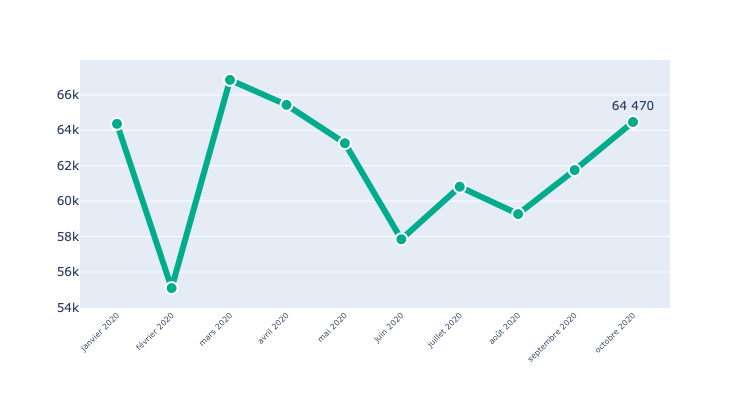 64 470
66k
64k
62k
60k
58k
56k
54k
janvier 2020
février 2020
mars 2020
avril 2020
mai 2020
juin 2020
juillet 2020
août 2020
septembre 2020
octobre 2020